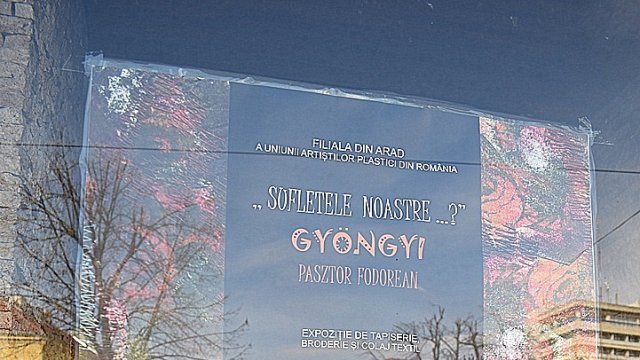 FILIALA DIN ARAD
A UNIUNII ARTIȘTILOR PLASTICI DIN ROMÂNIA
„SUFLETELE NOASTRE...?”
GYÖNGYI
PASZTOR FODOREAN
EXPOZIȚIE DE TAPISERIE,
BRODERIE ȘI COLAJ TEXTIL